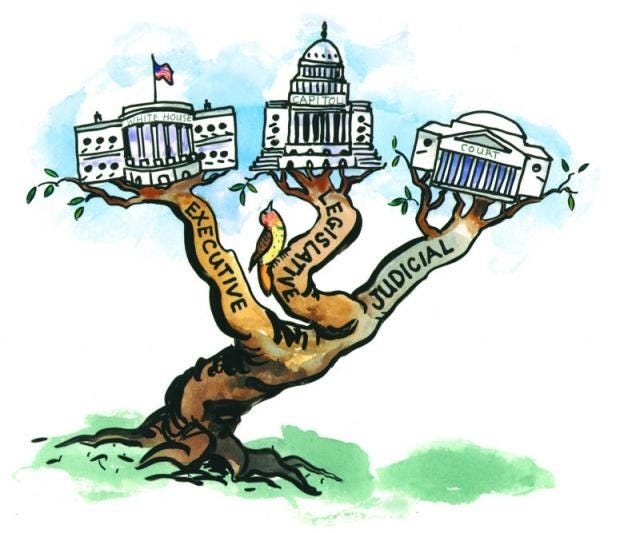 WHITE HOUSE
CAPITOL
COURT
EXECUTIVE
LEGISLATIVE
JUDICIAL